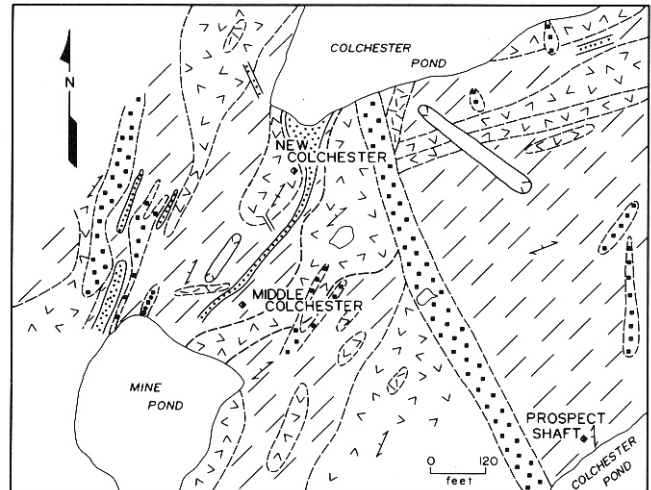 COLCHESTER
POND
N
NEW
COLCHESTER
MIDDLE
COLCHESTER
MINE
POND
PROSPECT
SHAFT
0 120
feet
COLCHESTER
POND